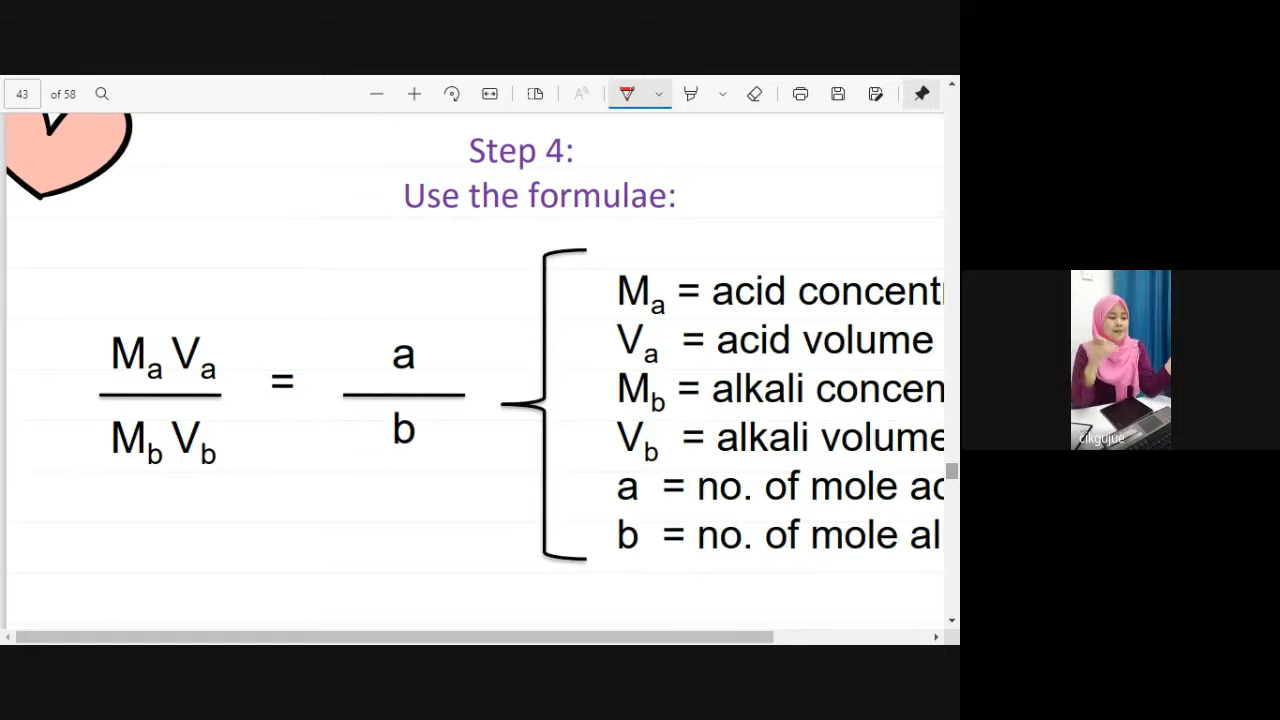 43 of 58
Step 4:
Use the formulae:
Ma = acid concent
Va = acid volume
Mb = alkali concen
Vb = alkali volume
a = no. of mole ac
b = no. of mole al
Ma Va = a
Mb Vb b
cikgujue